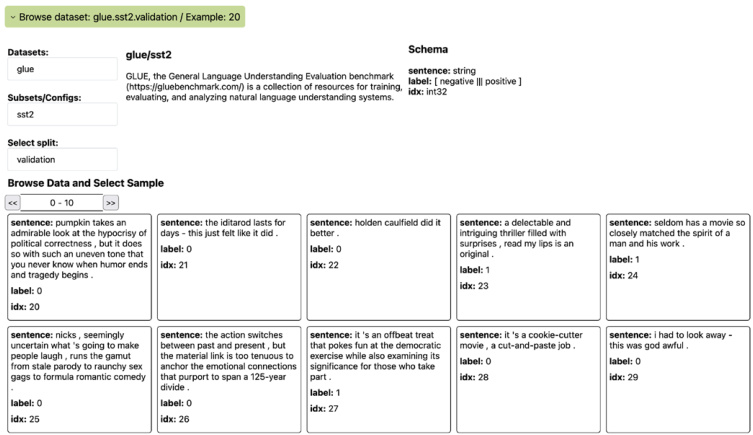 Browse dataset: glue.sst2.validation / Example: 20
Datasets:
glue
Subsets/Configs:
sst2
Select split:
validation
glue/sst2
GLUE, the General Language Understanding Evaluation benchmark
(https://gluebenchmark.com/) is a collection of resources for training,
evaluating, and analyzing natural language understanding systems.
Schema
sentence: string
label: [ negative ||| positive ]
idx: int32
Browse Data and Select Sample
<< 0 - 10 >>
sentence: pumpkin takes an
admirable look at the hypocrisy of
political correctness , but it does
so with such an uneven tone that
you never know when humor ends
and tragedy begins .
label: 0
idx: 20
sentence: the iditarod lasts for
days - this just felt like it did .
label: 0
idx: 21
sentence: holden caulfield did it
better .
label: 0
idx: 22
sentence: a delectable and
intriguing thriller filled with
surprises , read my lips is an
original .
label: 1
idx: 23
sentence: seldom has a movie so
closely matched the spirit of a
man and his work .
label: 1
idx: 24
sentence: nicks , seemingly
uncertain what 's going to make
people laugh , runs the gamut
from stale parody to raunchy sex
gags to formula romantic comedy
.
label: 0
idx: 25
sentence: the action switches
between past and present , but
the material link is too tenuous to
anchor the emotional connections
that purport to span a 125-year
divide .
label: 0
idx: 26
sentence: it 's an offbeat treat
that pokes fun at the democratic
exercise while also examining its
significance for those who take
part .
label: 1
idx: 27
sentence: it 's a cookie-cutter
movie , a cut-and-paste job .
label: 0
idx: 28
sentence: i had to look away -
this was god awful .
label: 0
idx: 29